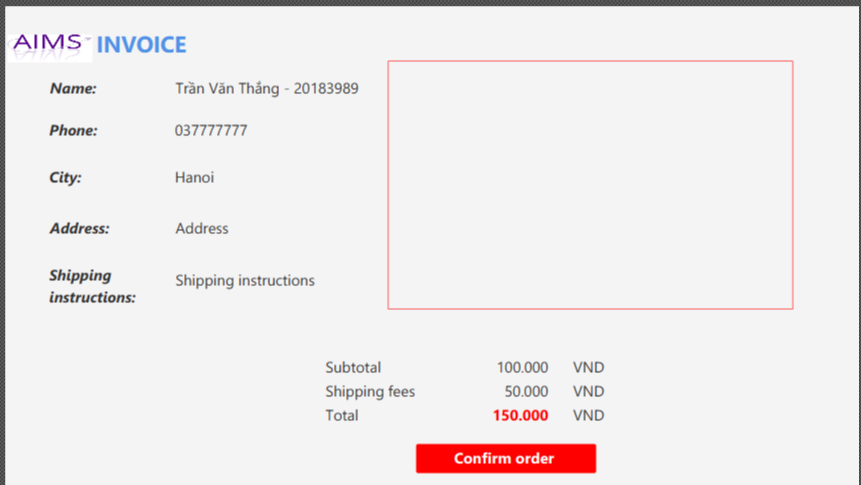 AIMS INVOICE
Name: Trần Văn Thắng - 20183989
Phone: 037777777
City: Hanoi
Address: Address
Shipping instructions: Shipping instructions
Subtotal 100.000 VND
Shipping fees 50.000 VND
Total 150.000 VND
Confirm order